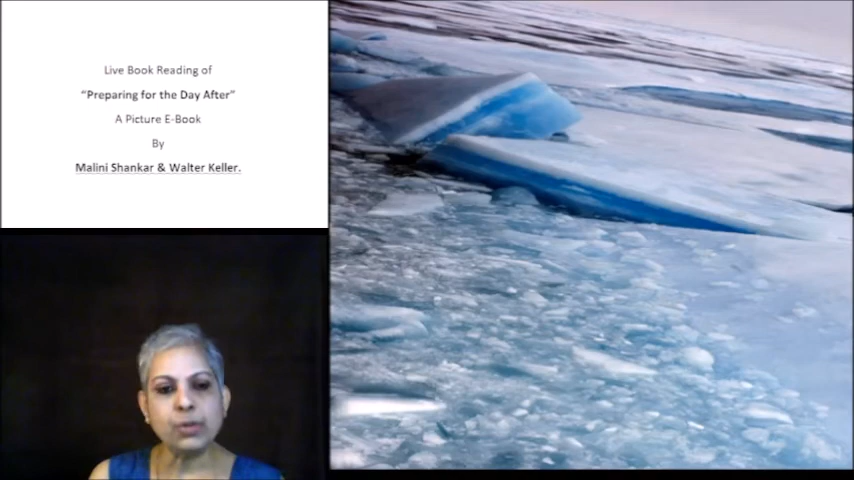 Live Book Reading of
“Preparing for the Day After”
A Picture E-Book
By
Malini Shankar & Walter Keller.